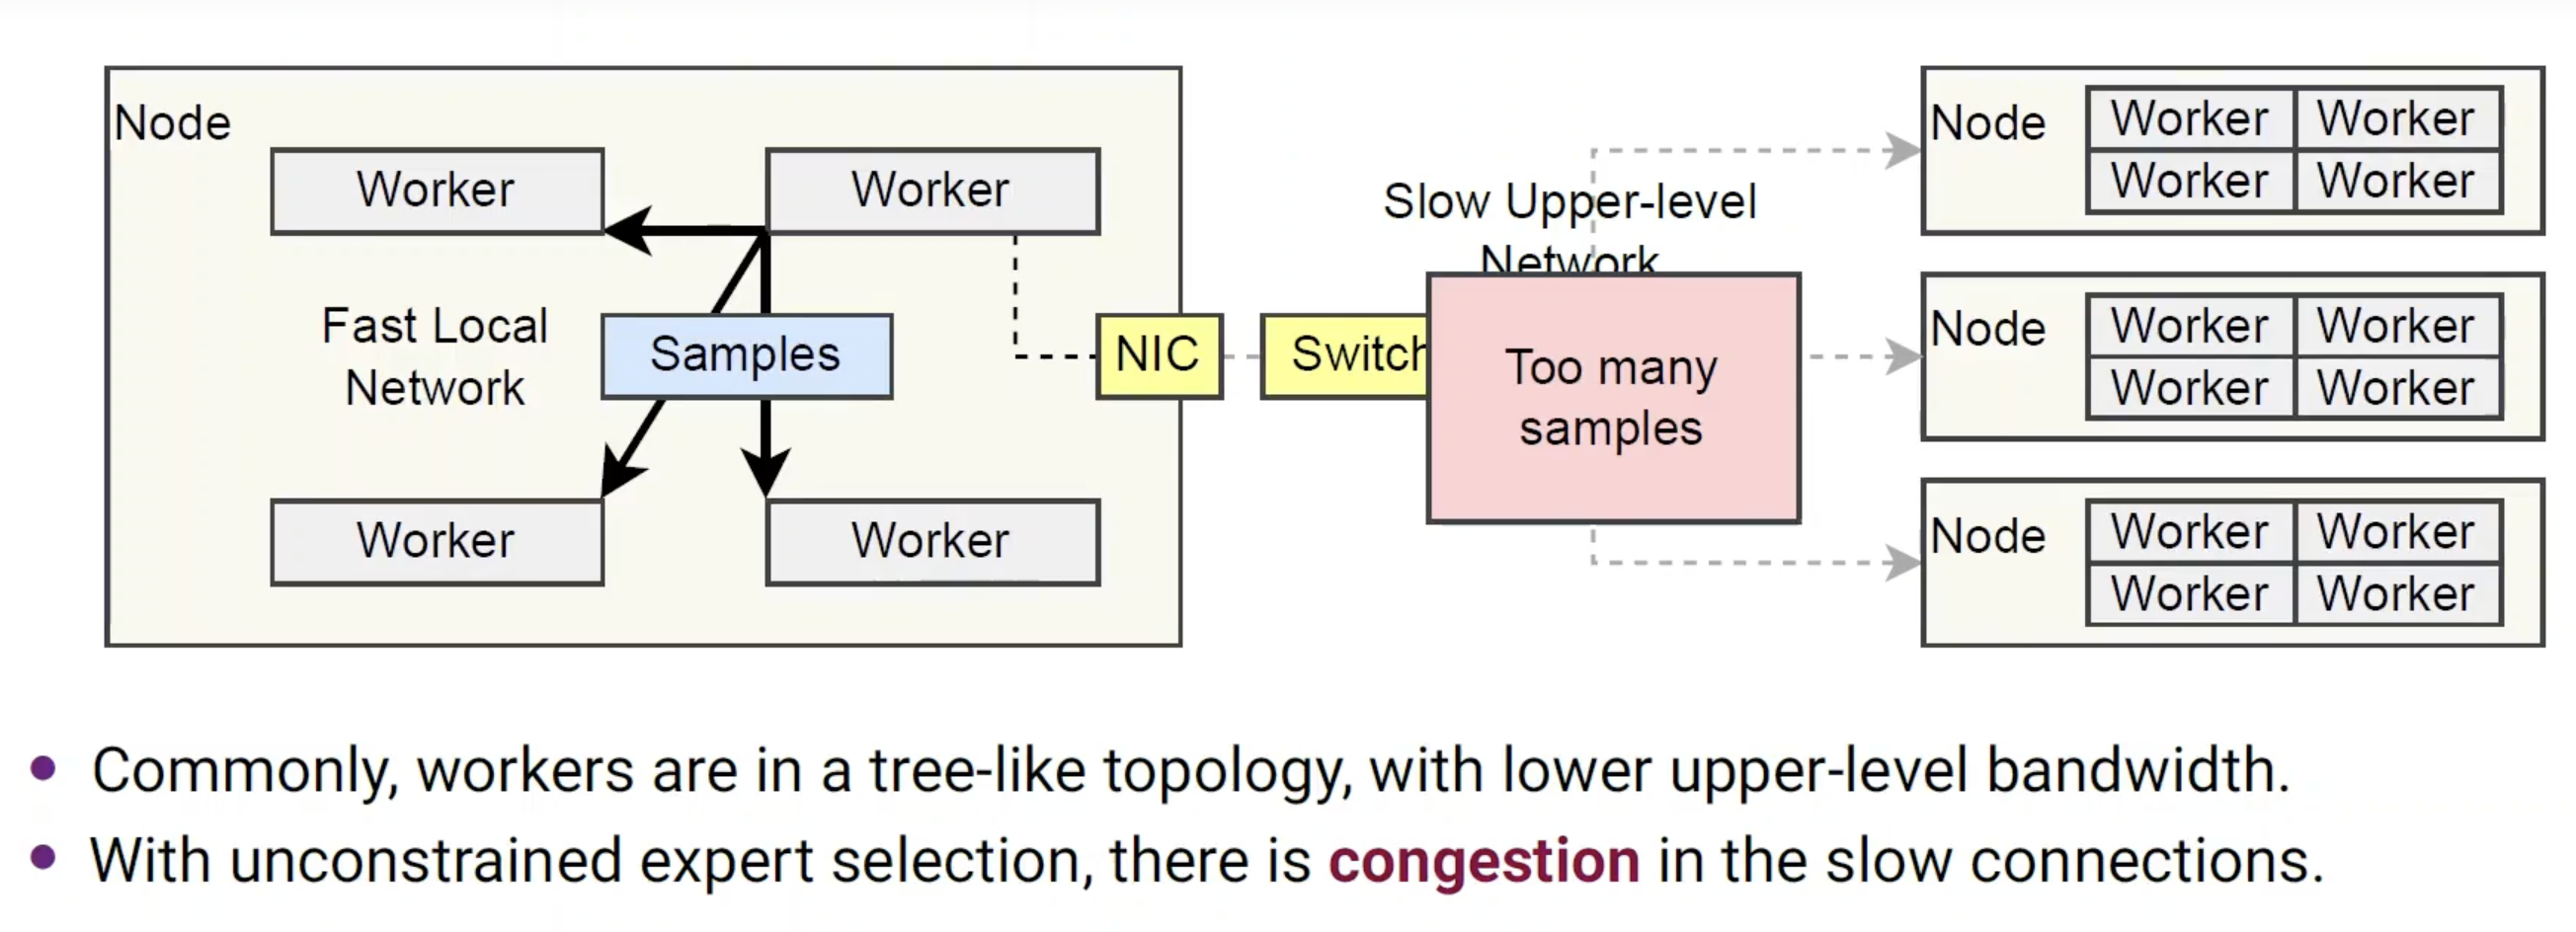 Node
Worker
Worker
Fast Local
Network
Samples
Worker
Worker
NIC
Switch
Slow Upper-level
Network
Too many
samples
Node
Worker Worker
Worker Worker
Node
Worker Worker
Worker Worker
Node
Worker Worker
Worker Worker
• Commonly, workers are in a tree-like topology, with lower upper-level bandwidth.
• With unconstrained expert selection, there is congestion in the slow connections.